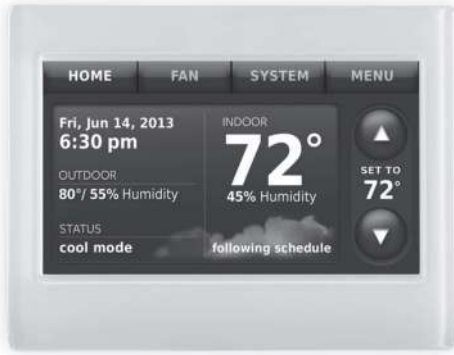 HOME FAN SYSTEM MENU
Fri, Jun 14, 2013
6:30 pm
OUTDOOR
80°/ 55% Humidity
STATUS
cool mode
INDOOR
72°
45% Humidity
following schedule
SET TO
72°